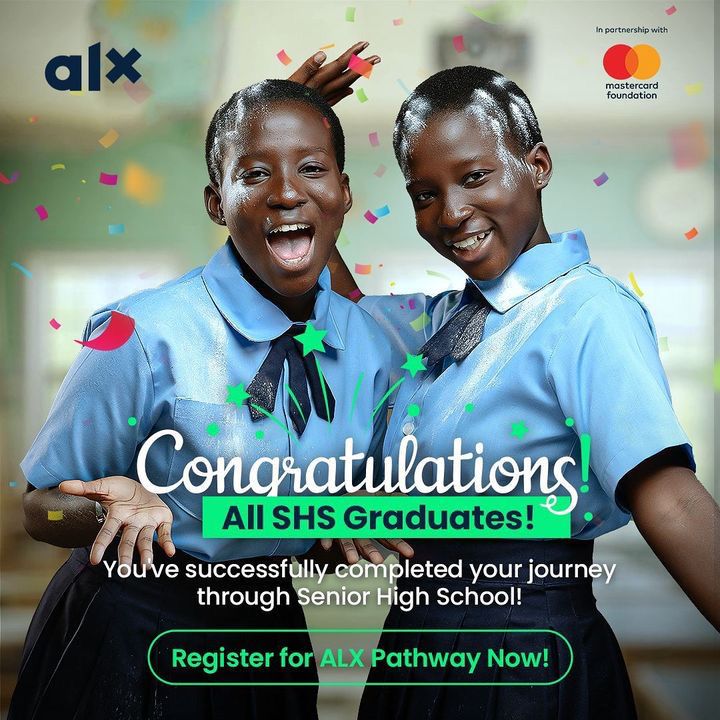 alx
In partnership with
mastercard
foundation
Congratulations!
All SHS Graduates!
You've successfully completed your journey
through Senior High School!
Register for ALX Pathway Now!